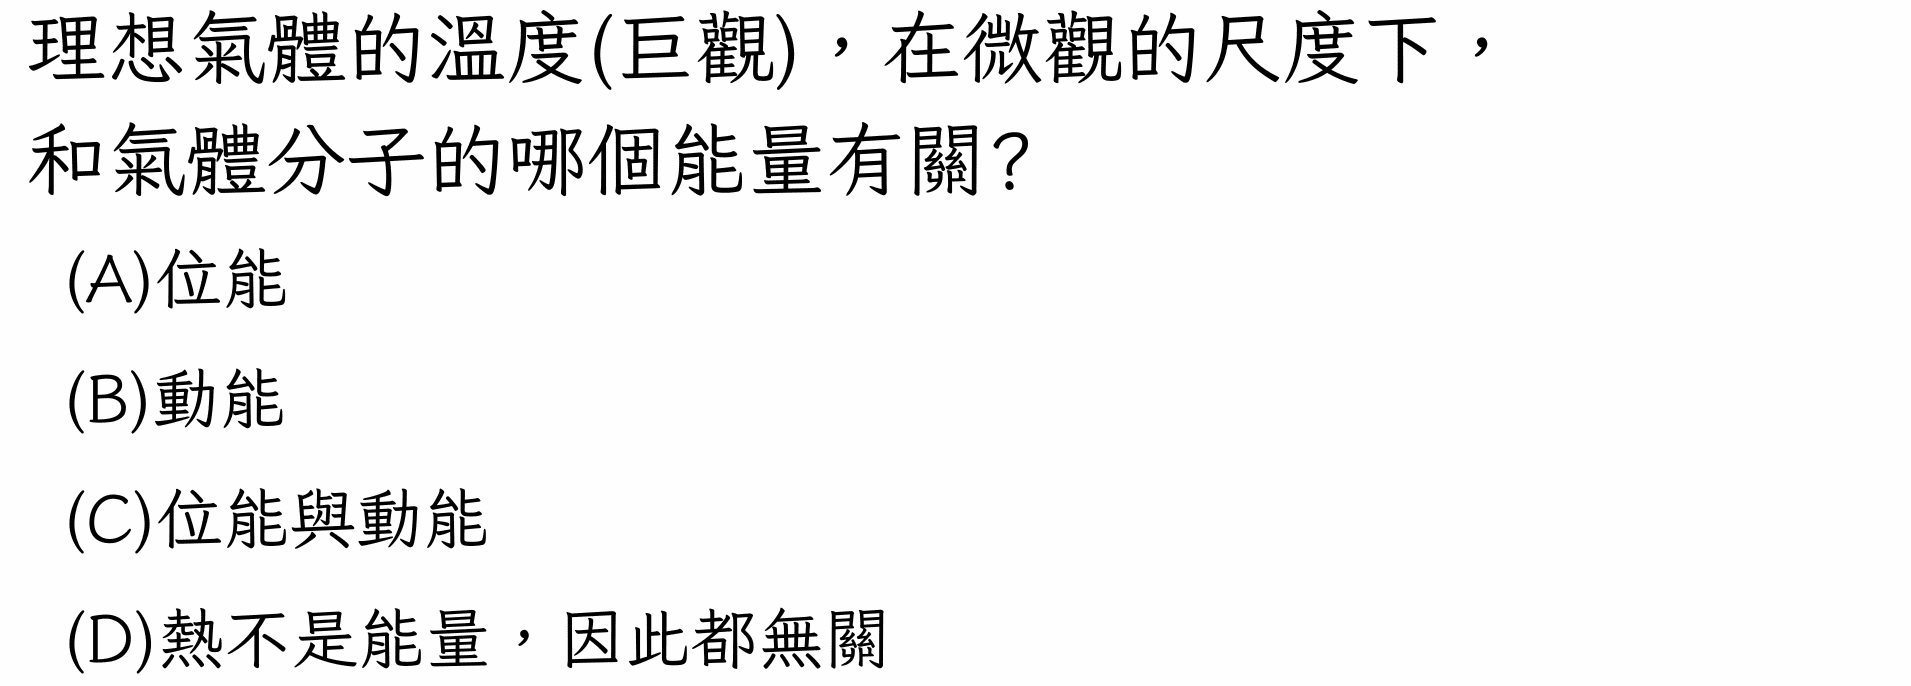 理想氣體的溫度(巨觀)，在微觀的尺度下，
和氣體分子的哪個能量有關?
(A)位能
(B)動能
(C)位能與動能
(D)熱不是能量，因此都無關